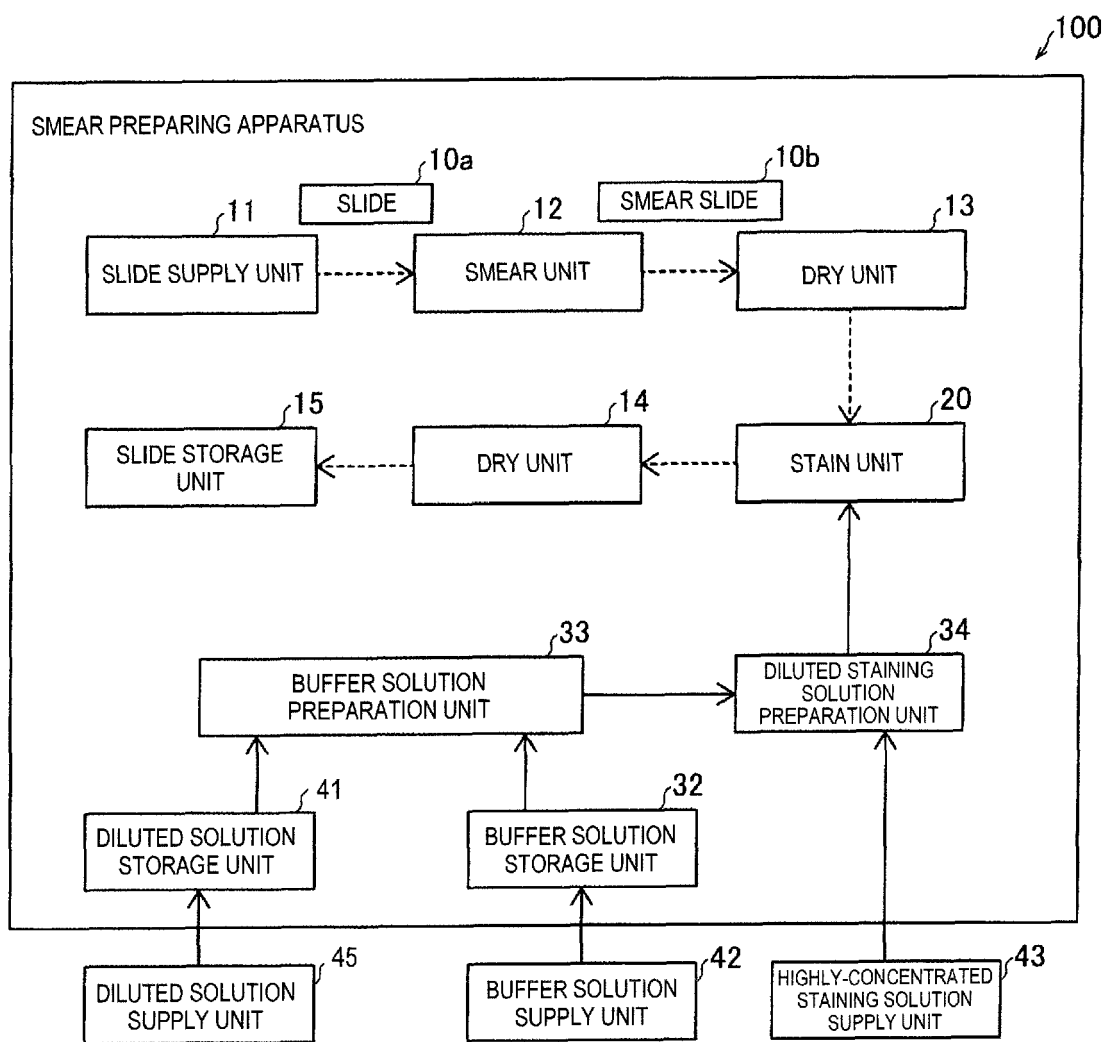 100
SMEAR PREPARING APPARATUS
10a
SLIDE
10b
SMEAR SLIDE
11
SLIDE SUPPLY UNIT
12
SMEAR UNIT
13
DRY UNIT
15
SLIDE STORAGE
UNIT
14
DRY UNIT
20
STAIN UNIT
33
BUFFER SOLUTION
PREPARATION UNIT
34
DILUTED STAINING
SOLUTION
PREPARATION UNIT
41
DILUTED SOLUTION
STORAGE UNIT
32
BUFFER SOLUTION
STORAGE UNIT
45
DILUTED SOLUTION
SUPPLY UNIT
42
BUFFER SOLUTION
SUPPLY UNIT
43
HIGHLY-CONCENTRATED
STAINING SOLUTION
SUPPLY UNIT